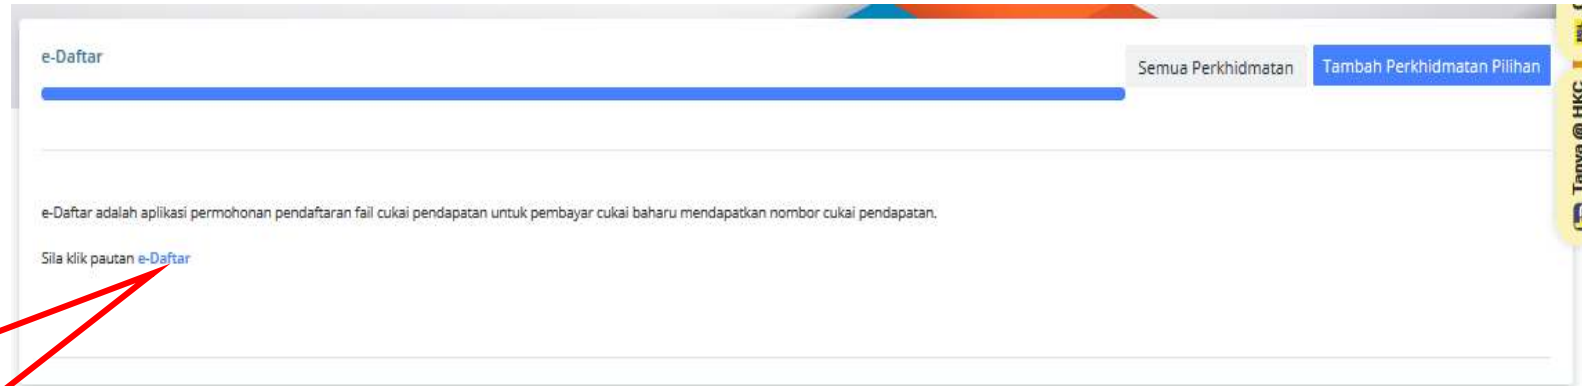 e-Daftar
Semua Perkhidmatan
Tambah Perkhidmatan Pilihan
e-Daftar adalah aplikasi permohonan pendaftaran fail cukai pendapatan untuk pembayar cukai baharu mendapatkan nombor cukai pendapatan.
Sila klik pautan e-Daftar
Tanya @ HKC